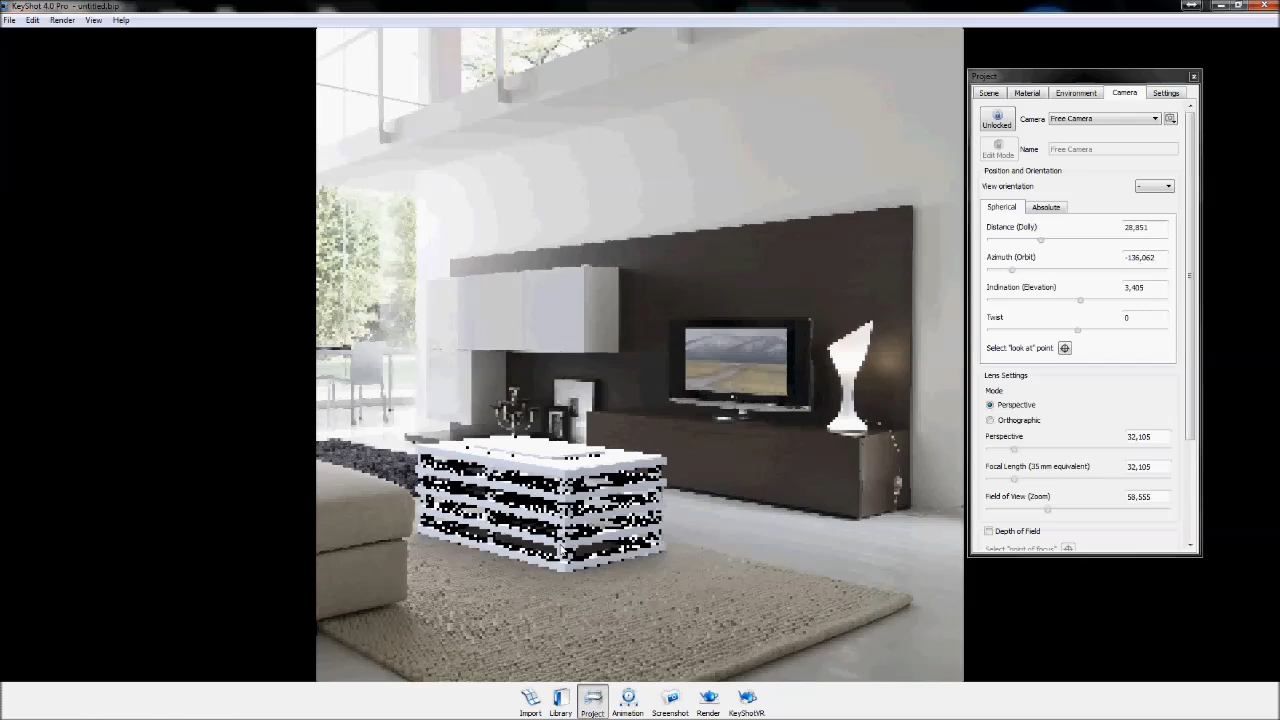 KeyShot 4.0 Pro - untitled.bip
File Edit Render View Help
Project
Scene Material Environment Camera Settings
Unlocked Camera Free Camera
Edit Mode Name Free Camera
Position and Orientation
View orientation -
Spherical Absolute
Distance (Dolly) 28,851
Azimuth (Orbit) -136,062
Inclination (Elevation) 3,405
Twist 0
Select "look at" point
Lens Settings
Mode
Perspective
Orthographic
Perspective 32,105
Focal Length (35 mm equivalent) 32,105
Field of View (Zoom) 58,555
Depth of Field
Select "point of focus"
Import Library Project Animation Screenshot Render KeyShotVR